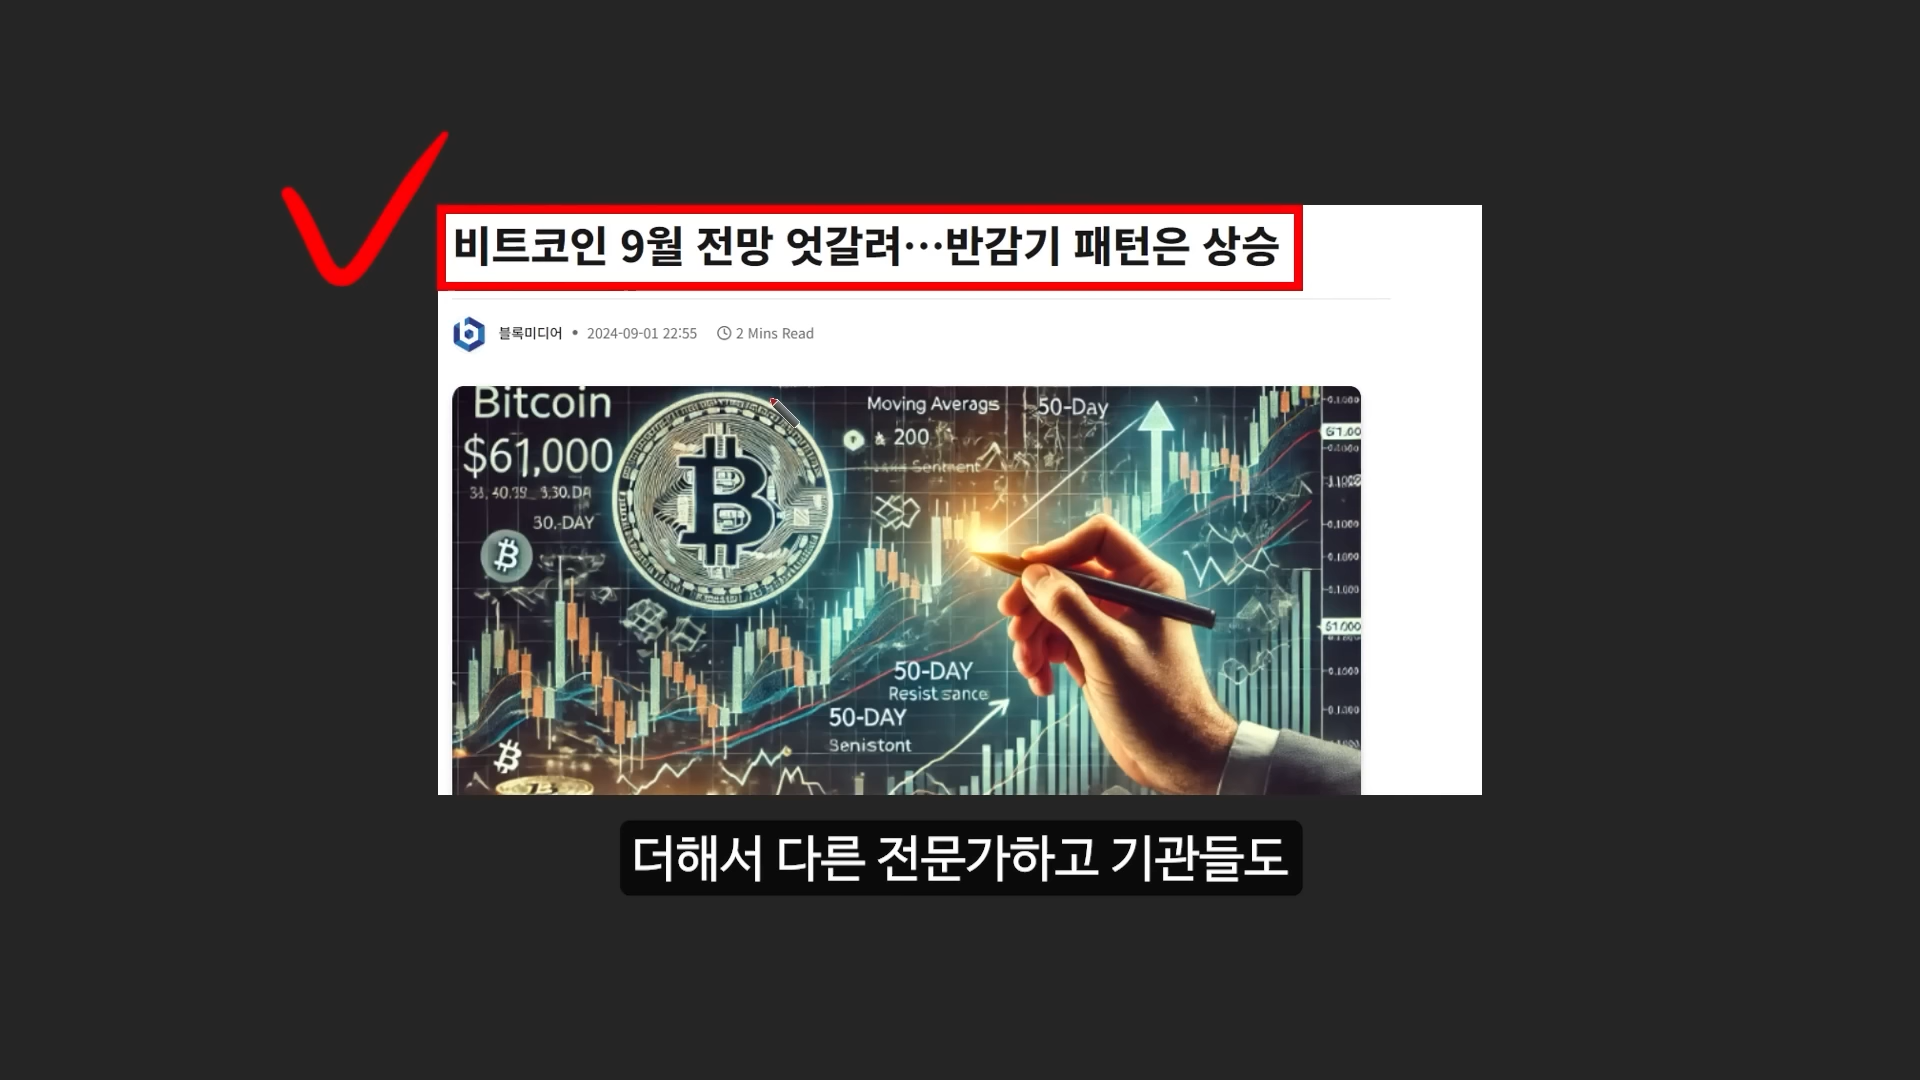 비트코인 9월 전망 엇갈려…반감기 패턴은 상승
블록미디어 • 2024-09-01 22:55 2 Mins Read
Bitcoin
$61,000
30.-DAY
Moving Averags
50-Day
& 200
50-DAY
Resistsance
50-DAY
Senistont
더해서 다른 전문가하고 기관들도